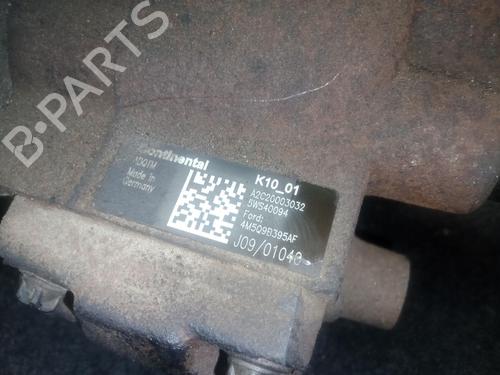 B-PARTS
Continental
Made in
Germany
K10_01
A2C20003032
5WS40094
Ford:
4M5Q9B395AF
J09/01040